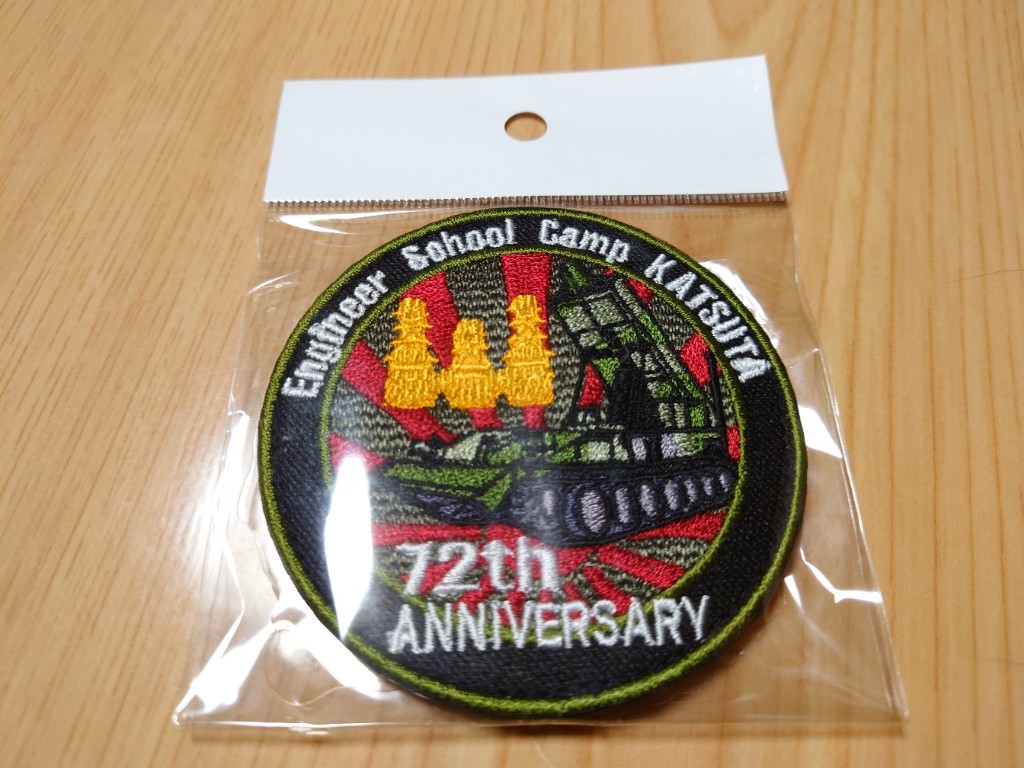 Engineer School Camp KATSUTA
72th
ANNIVERSARY